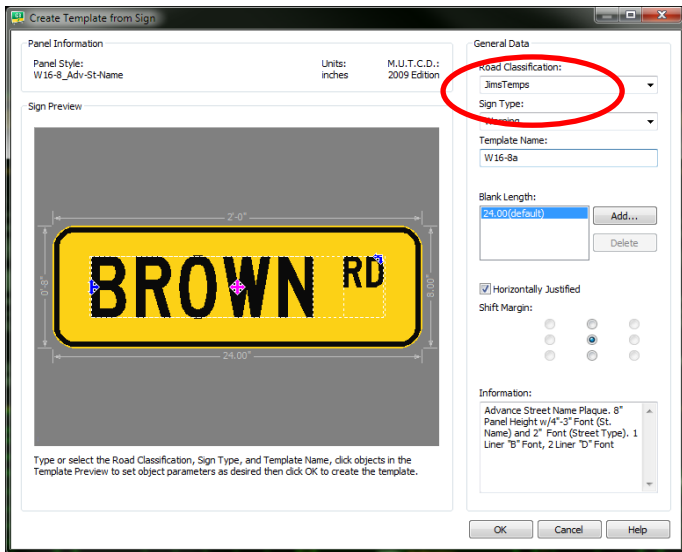 Create Template from Sign
Panel Information
Panel Style:
W16-8_Adv-St-Name
Units:
inches
M.U.T.C.D.:
2009 Edition
Sign Preview
2'-0"
0'-8"
BROWN RD
8.00"
24.00"
Type or select the Road Classification, Sign Type, and Template Name, click objects in the
Template Preview to set object parameters as desired then click OK to create the template.
General Data
Road Classification:
JimsTemps
Sign Type:
Warning
Template Name:
W16-8a
Blank Length:
24.00(default)
Add...
Delete
Horizontally Justified
Shift Margin:
Information:
Advance Street Name Plaque. 8"
Panel Height w/4"-3" Font (St.
Name) and 2" Font (Street Type). 1
Liner "B" Font, 2 Liner "D" Font
OK
Cancel
Help